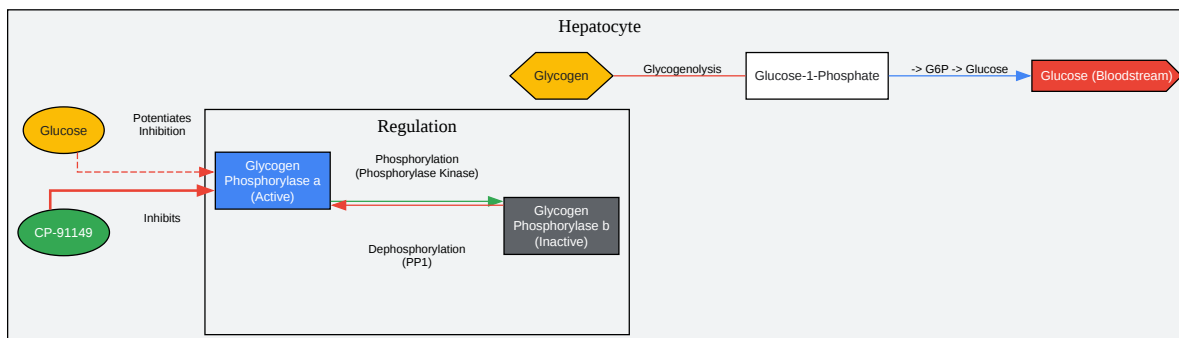 Hepatocyte
Glycogen
Glycogenolysis
Glucose-1-Phosphate
-> G6P -> Glucose
Glucose (Bloodstream)
Glucose
Potentiates
Inhibition
Regulation
Glycogen
Phosphorylase a
(Active)
Phosphorylation
(Phosphorylase Kinase)
CP-91149
Inhibits
Glycogen
Phosphorylase b
(Inactive)
Dephosphorylation
(PP1)